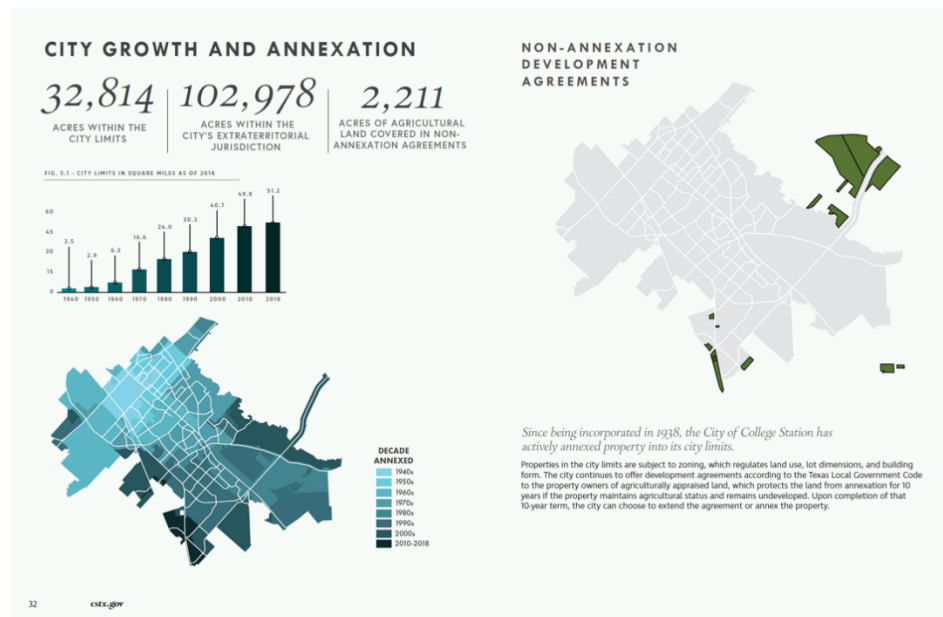 CITY GROWTH AND ANNEXATION
32,814
ACRES WITHIN THE
CITY LIMITS
102,978
ACRES WITHIN THE
CITY'S EXTRATERRITORIAL
JURISDICTION
2,211
ACRES OF AGRICULTURAL
LAND COVERED IN NON-
ANNEXATION AGREEMENTS
FIG. 5.1 - CITY LIMITS IN SQUARE MILES AS OF 2018
60
45
30
15
0
2.5
2.9
6.3
16.6
24.0
30.3
40.7
49.8
51.2
1940 1950 1960 1970 1980 1990 2000 2010 2018
DECADE
ANNEXED
1940s
1950s
1960s
1970s
1980s
1990s
2000s
2010-2018
NON-ANNEXATION
DEVELOPMENT
AGREEMENTS
Since being incorporated in 1938, the City of College Station has
actively annexed property into its city limits.
Properties in the city limits are subject to zoning, which regulates land use, lot dimensions, and building
form. The city continues to offer development agreements according to the Texas Local Government Code
to the property owners of agriculturally appraised land, which protects the land from annexation for 10
years if the property maintains agricultural status and remains undeveloped. Upon completion of that
10-year term, the city can choose to extend the agreement or annex the property.
32
cstx.gov